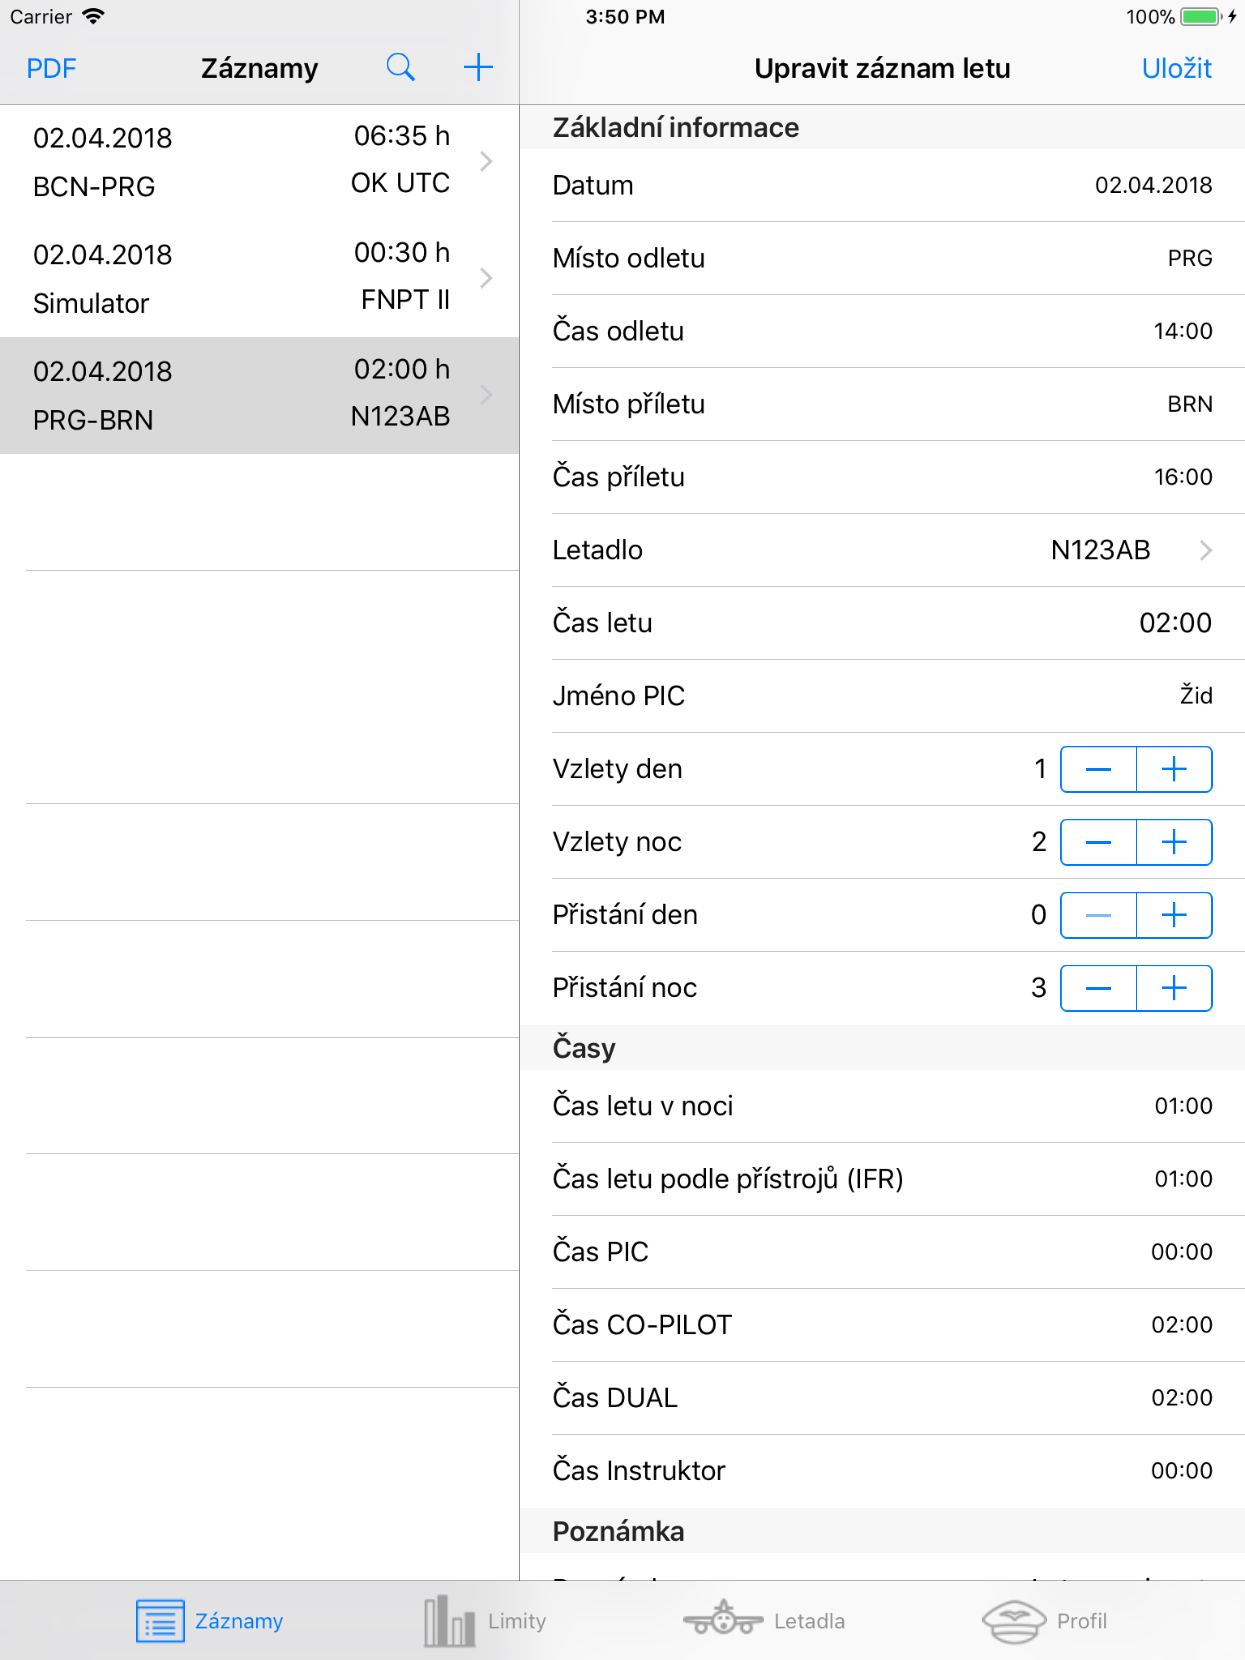 Carrier
3:50 PM
100%
PDF
Záznamy
Upravit záznam letu
Uložit
02.04.2018
06:35 h
BCN-PRG
OK UTC
02.04.2018
00:30 h
Simulator
FNPT II
02.04.2018
02:00 h
PRG-BRN
N123AB
Základní informace
Datum
02.04.2018
Místo odletu
PRG
Čas odletu
14:00
Místo příletu
BRN
Čas příletu
16:00
Letadlo
N123AB
Čas letu
02:00
Jméno PIC
Žid
Vzlety den
1
Vzlety noc
2
Přistání den
0
Přistání noc
3
Časy
Čas letu v noci
01:00
Čas letu podle přístrojů (IFR)
01:00
Čas PIC
00:00
Čas CO-PILOT
02:00
Čas DUAL
02:00
Čas Instruktor
00:00
Poznámka
Záznamy
Limity
Letadla
Profil